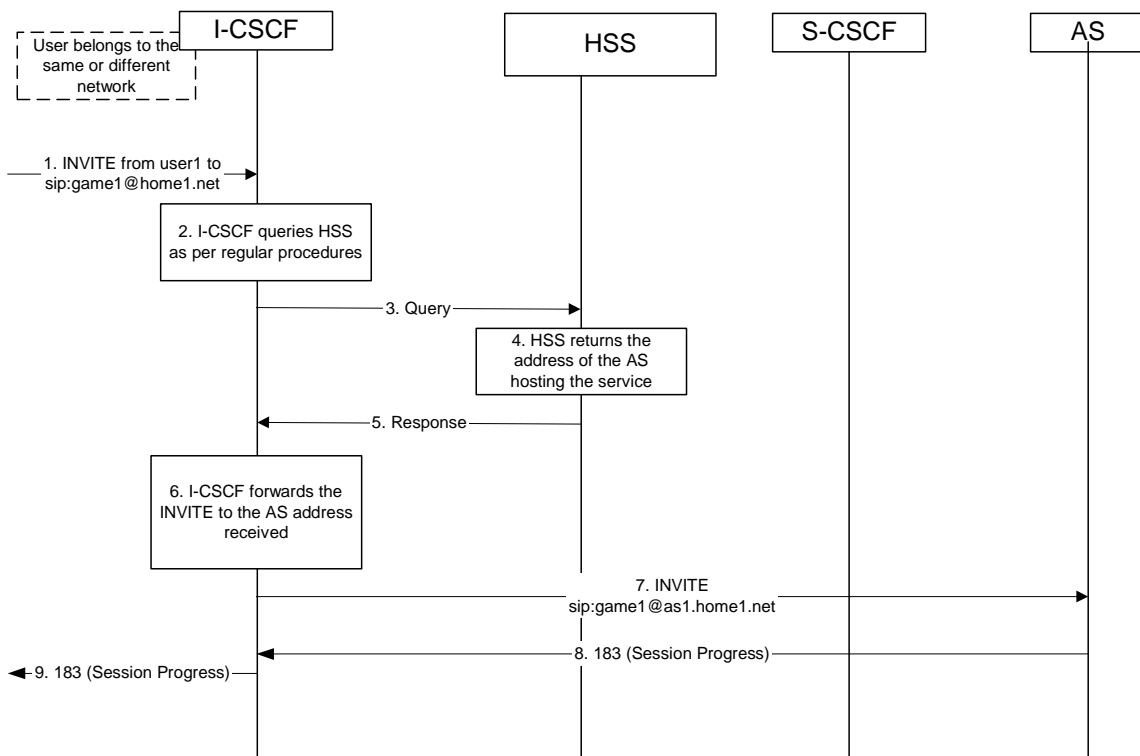 I-CSCF
HSS
S-CSCF
AS
User belongs to the
same or different
network
1. INVITE from user1 to
sip:game1@home1.net
2. I-CSCF queries HSS
as per regular procedures
3. Query
4. HSS returns the
address of the AS
hosting the service
5. Response
6. I-CSCF forwards the
INVITE to the AS address
received
7. INVITE
sip:game1@as1.home1.net
8. 183 (Session Progress)
9. 183 (Session Progress)